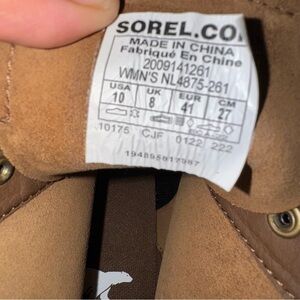 SOREL.CO
MADE IN CHINA
Fabriqué En Chine
2009141261
WMN'S NL4875-261
USA UK EUR CM
10 8 41 27
10175 CJF 0122 222